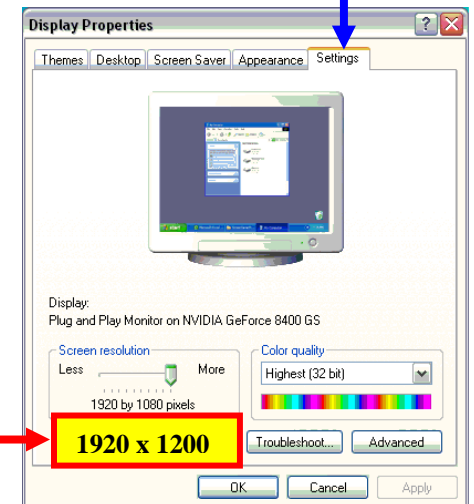 Display Properties
Themes Desktop Screen Saver Appearance Settings
Display:
Plug and Play Monitor on NVIDIA GeForce 8400 GS
Screen resolution
Less More
1920 by 1080 pixels
Color quality
Highest (32 bit)
1920 x 1200
Troubleshoot... Advanced
OK Cancel Apply